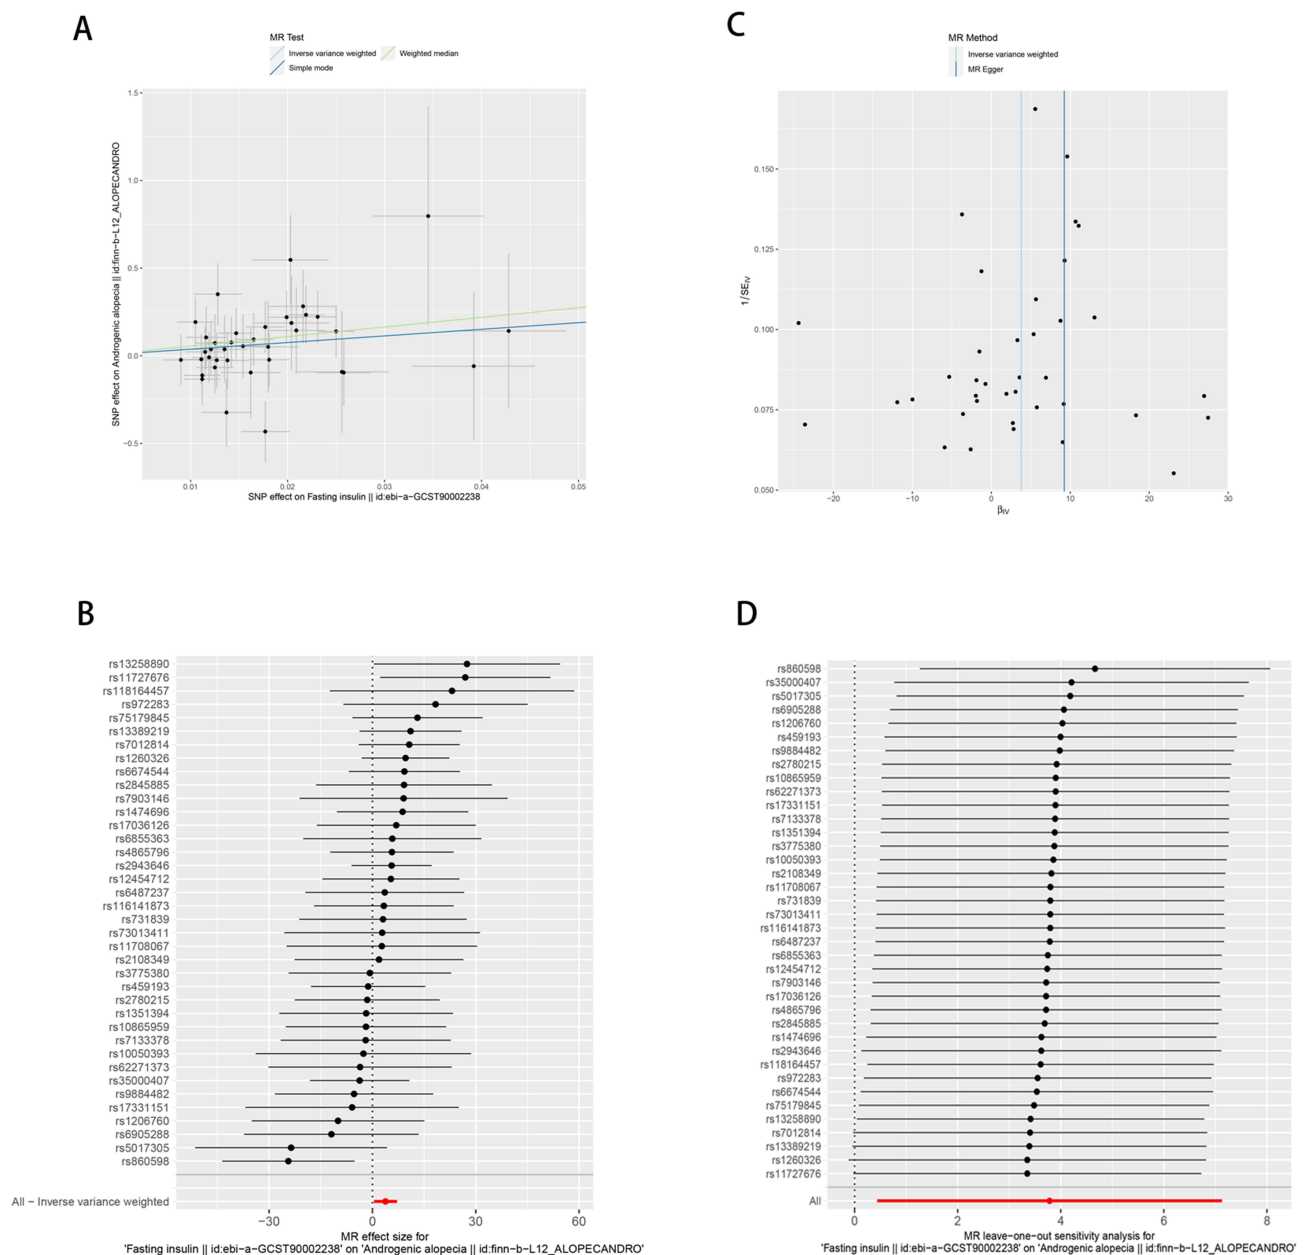 A
MR Test
Inverse variance weighted
Weighted median
Simple mode
SNP effect on Androgenic alopecia || id:finn-b-L12_ALOPECANDRO
1.5
1.0
0.5
0.0
−0.5
0.01
0.02
0.03
0.04
0.05
SNP effect on Fasting insulin || id:ebi-a-GCST90002238
C
MR Method
Inverse variance weighted
MR Egger
1/SE_IV
0.150
0.125
0.100
0.075
0.050
−20
−10
0
10
20
30
β_IV
B
rs13258890
rs11727676
rs118164457
rs972283
rs75179845
rs13389219
rs7012814
rs1260326
rs6674544
rs2845885
rs7903146
rs1474696
rs17036126
rs6855363
rs4865796
rs2943646
rs12454712
rs6487237
rs116141873
rs731839
rs73013411
rs11708067
rs2108349
rs3775380
rs459193
rs2780215
rs1351394
rs10865959
rs7133378
rs10050393
rs62271373
rs35000407
rs9884482
rs17331151
rs1206760
rs6905288
rs5017305
rs860598
All − Inverse variance weighted
−30
0
30
60
MR effect size for
'Fasting insulin || id:ebi−a−GCST90002238' on 'Androgenic alopecia || id:finn−b−L12_ALOPECANDRO'
D
rs860598
rs35000407
rs5017305
rs6905288
rs1206760
rs459193
rs9884482
rs2780215
rs10865959
rs62271373
rs17331151
rs7133378
rs1351394
rs3775380
rs10050393
rs2108349
rs11708067
rs731839
rs73013411
rs116141873
rs6487237
rs6855363
rs12454712
rs7903146
rs17036126
rs4865796
rs2845885
rs1474696
rs2943646
rs118164457
rs972283
rs6674544
rs75179845
rs13258890
rs7012814
rs13389219
rs1260326
rs11727676
All
0
2
4
6
8
MR leave−one−out sensitivity analysis for
'Fasting insulin || id:ebi−a−GCST90002238' on 'Androgenic alopecia || id:finn−b−L12_ALOPECANDRO'